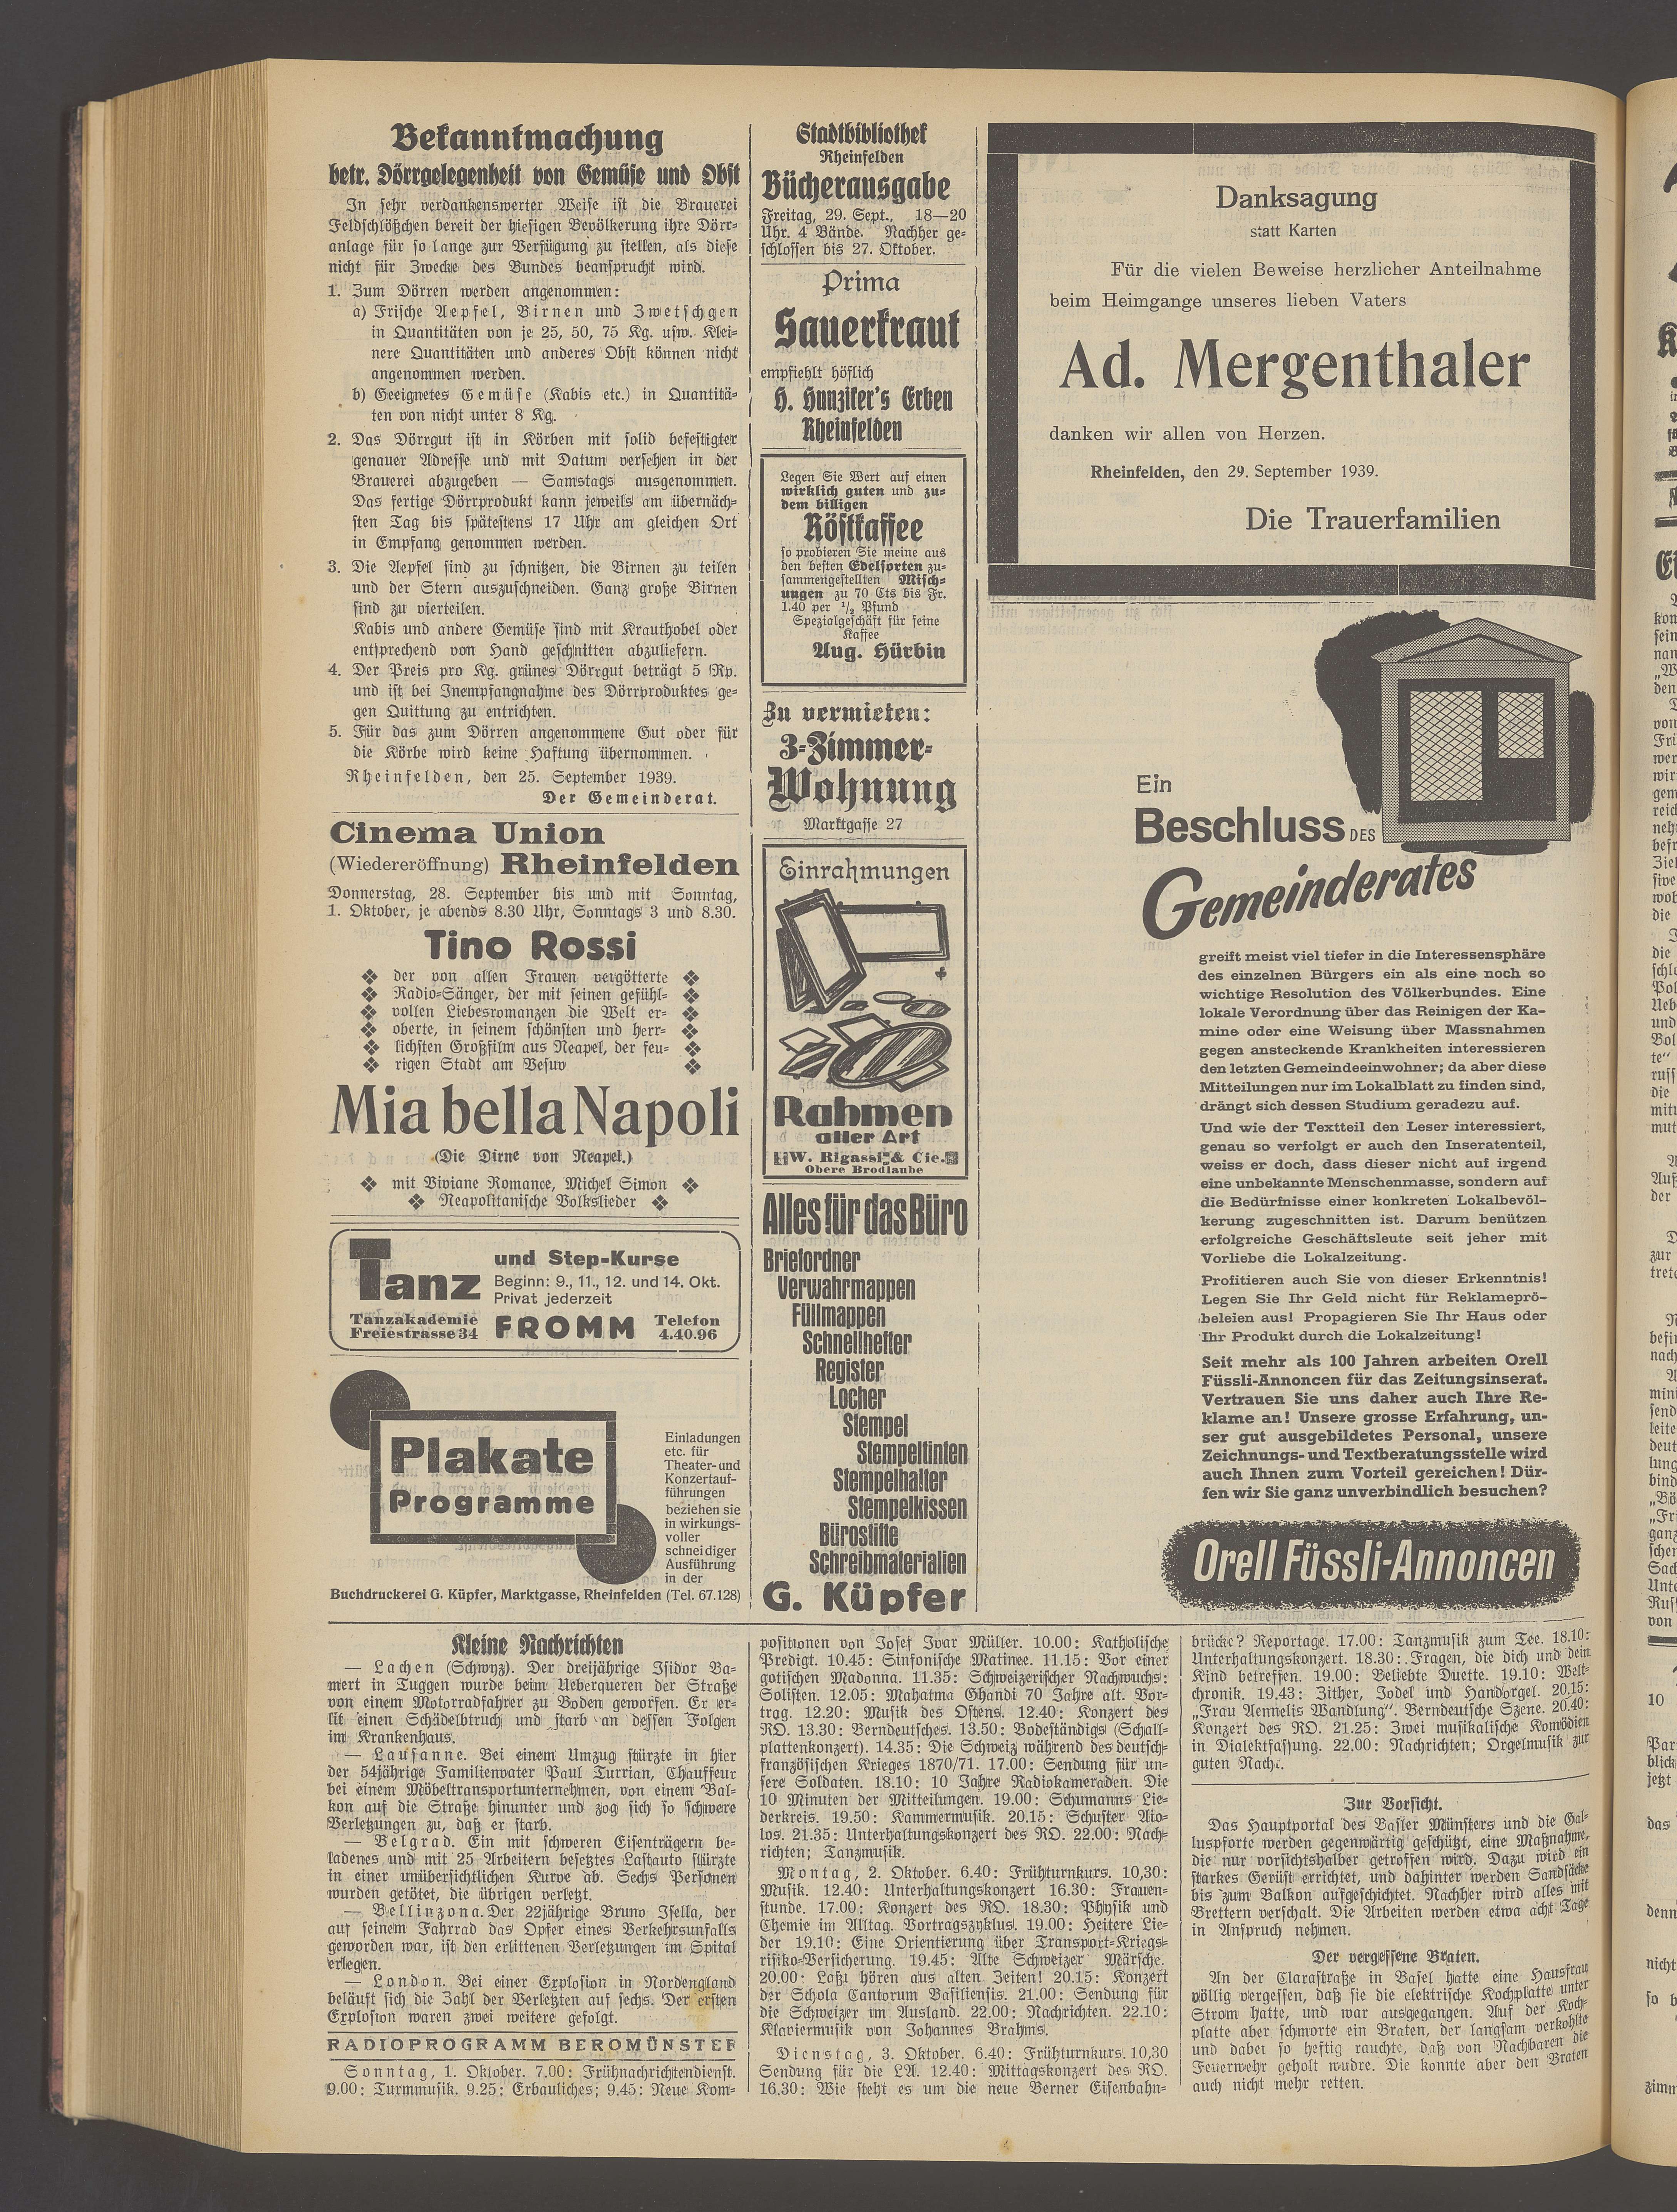 Bekanntmachung
betr. Dörrgelegenheit von Gemüse und Obst
In sehr verdankenswerter Weise ist die Brauerei
Feldschlößchen bereit der hiesigen Bevölkerung ihre Dörr-
anlage für so lange zur Verfügung zu stellen, als diese
nicht für Zwecke des Bundes beansprucht wird.
1. Zum Dörren werden angenommen:
a) Frische Aepfel, Birnen und Zwetschgen
in Quantitäten von je 25, 50, 75 Kg. usw. Klei-
nere Quantitäten und anderes Obst können nicht
angenommen werden.
b) Geeignetes Gemüse (Kabis etc.) in Quantitä-
ten von nicht unter 8 Kg.
2. Das Dörrgut ist in Körben mit solid befestigter
genauer Adresse und mit Datum versehen in der
Brauerei abzugeben — Samstags ausgenommen.
Das fertige Dörrprodukt kann jeweils am übernäch-
sten Tag bis spätestens 17 Uhr am gleichen Ort
in Empfang genommen werden.
3. Die Aepfel sind zu schnitzen, die Birnen zu teilen
und der Stern auszuschneiden. Ganz große Birnen
sind zu vierteilen.
Kabis und andere Gemüse sind mit Krauthobel oder
entsprechend von Hand geschnitten abzuliefern.
4. Der Preis pro Kg. grünes Dörrgut beträgt 5 Rp.
und ist bei Inempfangnahme des Dörrproduktes ge-
gen Quittung zu entrichten.
5. Für das zum Dörren angenommene Gut oder für
die Körbe wird keine Haftung übernommen.
Rheinfelden, den 25. September 1939.
Der Gemeinderat.
Cinema Union
(Wiedereröffnung) Rheinfelden
Donnerstag, 28. September bis und mit Sonntag,
1. Oktober, je abends 8.30 Uhr, Sonntags 3 und 8.30.
Tino Rossi
der von allen Frauen vergötterte
Radio-Sänger, der mit seinen gefühl-
vollen Liebesromanzen die Welt er-
oberte, in seinem schönsten und herr-
lichsten Großfilm aus Neapel, der feu-
rigen Stadt am Vesuv
Mia bella Napoli
(Die Dirne von Neapel.)
mit Viviane Romance, Michel Simon
Neapolitanische Volkslieder
Tanz und Step-Kurse
Beginn: 9., 11., 12. und 14. Okt.
Privat jederzeit
Tanzakademie
Freiestrasse 34
FROMM
Telefon
4.40.96
Plakate
Programme
Einladungen
etc. für
Theater- und
Konzertauf-
führungen
beziehen sie
in wirkungs-
voller
schneidiger
Ausführung
in der
Buchdruckerei G. Küpfer, Marktgasse, Rheinfelden (Tel. 67.128)
Stadtbibliothek
Rheinfelden
Bücherausgabe
Freitag, 29. Sept., 18—20
Uhr. 4 Bände. Nachher ge-
schlossen bis 27. Oktober.
Prima
Sauerkraut
empfiehlt höflich
H. Hunziker's Erben
Rheinfelden
Legen Sie Wert auf einen
wirklich guten und zu-
dem billigen
Röstkaffee
so probieren Sie meine aus
den besten Edelsorten zu-
sammengestellten Misch-
ungen zu 70 Cts bis Fr.
1.40 per 1/2 Pfund
Spezialgeschäft für feine
Kaffee
Aug. Hürbin
Zu vermieten:
3-Zimmer-
Wohnung
Marktgasse 27
Einrahmungen
Rahmen
aller Art
W. Rigassi & Cie.
Obere Brodlaube
Alles für das Büro
Briefordner
Verwahrmappen
Füllmappen
Schnellhefter
Register
Locher
Stempel
Stempeltinten
Stempelhalter
Stempelkissen
Bürostifte
Schreibmaterialien
G. Küpfer
Danksagung
statt Karten
Für die vielen Beweise herzlicher Anteilnahme
beim Heimgange unseres lieben Vaters
Ad. Mergenthaler
danken wir allen von Herzen.
Rheinfelden, den 29. September 1939.
Die Trauerfamilien
Ein
Beschluss DES
Gemeinderates
greift meist viel tiefer in die Interessensphäre
des einzelnen Bürgers ein als eine noch so
wichtige Resolution des Völkerbundes. Eine
lokale Verordnung über das Reinigen der Ka-
mine oder eine Weisung über Massnahmen
gegen ansteckende Krankheiten interessieren
den letzten Gemeindeeinwohner; da aber diese
Mitteilungen nur im Lokalblatt zu finden sind,
drängt sich dessen Studium geradezu auf.
Und wie der Textteil den Leser interessiert,
genau so verfolgt er auch den Inseratenteil,
weiss er doch, dass dieser nicht auf irgend
eine unbekannte Menschenmasse, sondern auf
die Bedürfnisse einer konkreten Lokalbevöl-
kerung zugeschnitten ist. Darum benützen
erfolgreiche Geschäftsleute seit jeher mit
Vorliebe die Lokalzeitung.
Profitieren auch Sie von dieser Erkenntnis!
Legen Sie Ihr Geld nicht für Reklameprö-
beleien aus! Propagieren Sie Ihr Haus oder
Ihr Produkt durch die Lokalzeitung!
Seit mehr als 100 Jahren arbeiten Orell
Füssli-Annoncen für das Zeitungsinserat.
Vertrauen Sie uns daher auch Ihre Re-
klame an! Unsere grosse Erfahrung, un-
ser gut ausgebildetes Personal, unsere
Zeichnungs- und Textberatungsstelle wird
auch Ihnen zum Vorteil gereichen! Dür-
fen wir Sie ganz unverbindlich besuchen?
Orell Füssli-Annoncen
Kleine Nachrichten
— Lachen (Schwyz). Der dreijährige Isidor Ba-
mert in Tuggen wurde beim Ueberqueren der Straße
von einem Motorradfahrer zu Boden geworfen. Er er-
lit einen Schädelbtruch und starb an dessen Folgen
im Krankenhaus.
— Lausanne. Bei einem Umzug stürzte in hier
der 54jährige Familienvater Paul Turrian, Chauffeur
bei einem Möbeltransportunternehmen, von einem Bal-
kon auf die Straße hinunter und zog sich so schwere
Verletzungen zu, daß er starb.
— Belgrad. Ein mit schweren Eisenträgern be-
ladenes und mit 25 Arbeitern besetztes Lastauto stürzte
in einer unübersichtlichen Kurve ab. Sechs Personen
wurden getötet, die übrigen verletzt.
— Bellinzona. Der 22jährige Bruno Isella, der
auf seinem Fahrrad das Opfer eines Verkehrsunfalls
geworden war, ist den erlittenen Verletzungen im Spital
erlegen.
— London. Bei einer Explosion in Nordengland
beläuft sich die Zahl der Verletzten auf sechs. Der ersten
Explosion waren zwei weitere gefolgt.
RADIOPROGRAMM BEROMÜNSTER
Sonntag, 1. Oktober. 7.00: Frühnachrichtendienst.
9.00: Turmmusik. 9.25: Erbauliches; 9.45: Neue Kom-
positionen von Josef Ivar Müller. 10.00: Katholische
Predigt. 10.45: Sinfonische Matinee. 11.15: Vor einer
gotischen Madonna. 11.35: Schweizerischer Nachwuchs:
Solisten. 12.05: Mahatma Ghandi 70 Jahre alt. Vor-
trag. 12.20: Musik des Ostens. 12.40: Konzert des
RO. 13.30: Berndeutsches. 13.50: Bodeständigs (Schall-
plattenkonzert). 14.35: Die Schweiz während des deutsch-
französischen Krieges 1870/71. 17.00: Sendung für un-
sere Soldaten. 18.10: 10 Jahre Radiokameraden. Die
10 Minuten der Mitteilungen. 19.00: Schumanns Lie-
derkreis. 19.50: Kammermusik. 20.15: Schuster Aio-
los. 21.35: Unterhaltungskonzert des RO. 22.00: Nach-
richten; Tanzmusik.
Montag, 2. Oktober. 6.40: Frühturnkurs. 10,30:
Musik. 12.40: Unterhaltungskonzert 16.30: Frauen-
stunde. 17.00: Konzert des RO. 18.30: Physik und
Chemie im Alltag. Vortragszyklus. 19.00: Heitere Lie-
der 19.10: Eine Orientierung über Transport-Kriegs-
risiko-Versicherung. 19.45: Alte Schweizer Märsche.
20.00: Loßt hören aus alten Zeiten! 20.15: Konzert
der Schola Cantorum Basiliensis. 21.00: Sendung für
die Schweizer im Ausland. 22.00: Nachrichten. 22.10:
Klaviermusik von Johannes Brahms.
Dienstag, 3. Oktober. 6.40: Frühturnkurs. 10,30
Sendung für die LA. 12.40: Mittagskonzert des RO.
16.30: Wie steht es um die neue Berner Eisenbahn-
brücke? Reportage. 17.00: Tanzmusik zum Tee. 18.10:
Unterhaltungskonzert. 18.30: Fragen, die dich und dein
Kind betreffen. 19.00: Beliebte Duette. 19.10: Welt-
chronik. 19.43: Zither, Jodel und Handorgel. 20.15:
„Frau Aennelis Wandlung“. Berndeutsche Szene. 20.40:
Konzert des RO. 21.25: Zwei musikalische Komödien
in Dialektfassung. 22.00: Nachrichten; Orgelmusik zur
guten Nacht.
Zur Vorsicht.
Das Hauptportal des Basler Münsters und die Gal-
luspforte werden gegenwärtig geschützt, eine Maßnahme,
die nur vorsichtshalber getroffen wird. Dazu wird ein
starkes Gerüst errichtet, und dahinter werden Sandsäcke
bis zum Balkon aufgeschichtet. Nachher wird alles mit
Brettern verschalt. Die Arbeiten werden etwa acht Tage
in Anspruch nehmen.
Der vergessene Braten.
An der Clarastraße in Basel hatte eine Hausfrau
völlig vergessen, daß sie die elektrische Kochplatte unter
Strom hatte, und war ausgegangen. Auf der Koch-
platte aber schmorte ein Braten, der langsam verkohlte
und dabei so heftig rauchte, daß von Nachbaren die
Feuerwehr geholt wudre. Die konnte aber den Braten
auch nicht mehr retten.